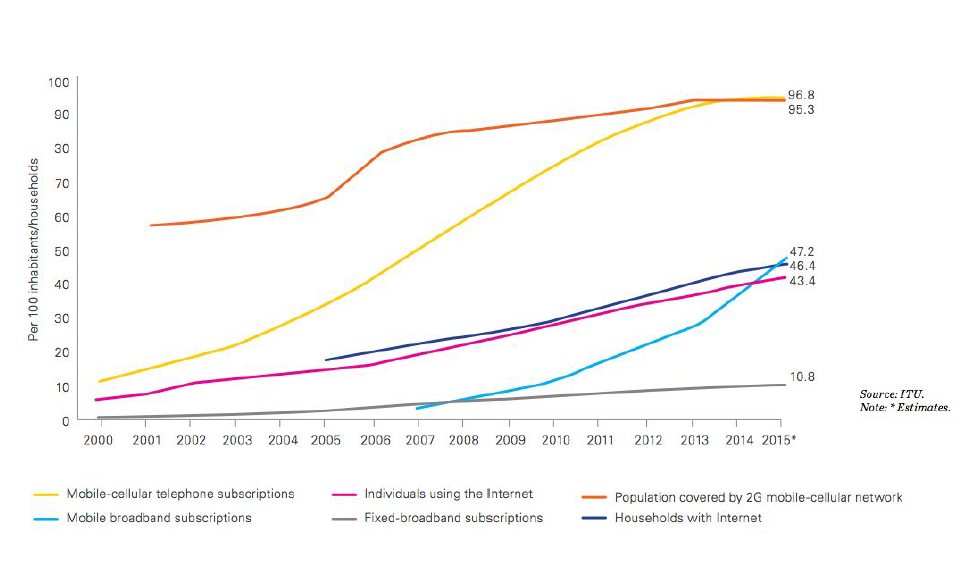 100
90
30
70
60
50
40
30
20
10
0
Per 100 inhabitants/households
96.8
95.3
47.2
46.4
43.4
10.8
2000 2001 2002 2003 2004 2005 2006 2007 2008 2009 2010 2011 2012 2013 2014 2015*
Source: ITU.
Note: * Estimates.
Mobile-cellular telephone subscriptions Individuals using the Internet Population covered by 2G mobile-cellular network
Mobile broadband subscriptions Fixed-broadband subscriptions Households with Internet